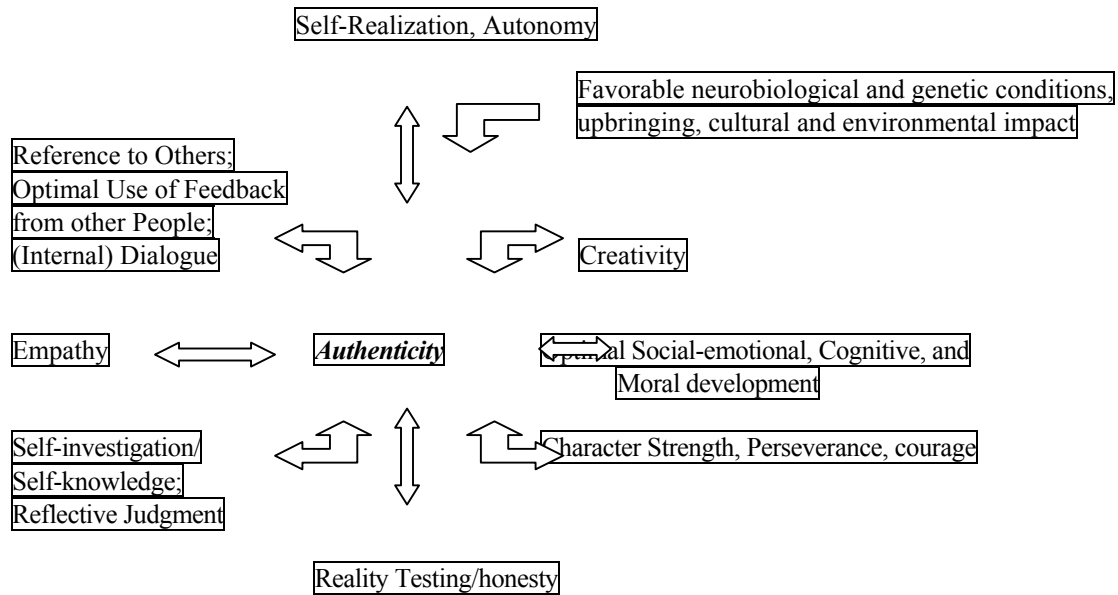 Self-Realization, Autonomy
Favorable neurobiological and genetic conditions,
upbringing, cultural and environmental impact
Reference to Others;
Optimal Use of Feedback
from other People;
(Internal) Dialogue
Creativity
Empathy
Authenticity
Social-emotional, Cognitive, and
Moral development
Self-investigation/
Self-knowledge;
Reflective Judgment
Character Strength, Perseverance, courage
Reality Testing/honesty